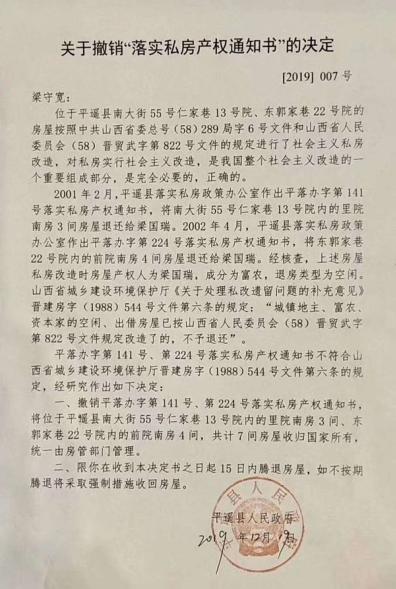 关于撤销“落实私房产权通知书”的决定
[2019] 007 号
梁守宽：
位于平遥县南大街 55 号仁家巷 13 号院、东郭家巷 22 号院的
房屋按照中共山西省委总号（58）289 局字 6 号文件和山西省人民
委员会（58）晋贸武字第 822 号文件的规定进行了社会主义私房
改造，对私房实行社会主义改造，是我国整个社会主义改造的一
个重要组成部分，是完全必要的，正确的。
2001 年 2 月，平遥县落实私房政策办公室作出平落办字第 141
号落实私房产权通知书，将南大街 55 号仁家巷 13 号院内的里院
南房 3 间房屋退还给梁国瑞。2002 年 4 月，平遥县落实私房政策
办公室作出平落办字第 224 号落实私房产权通知书，将东郭家巷
22 号院内的前院南房 4 间房屋退还给梁国瑞。经核查，上述房屋
私房改造时房屋产权人为梁国瑞，成分为富农，退房类型为空闲。
山西省城乡建设环境保护厅《关于处理私改遗留问题的补充意见》
晋建房字（1988）544 号文件第六条的规定：“城镇地主、富农、
资本家的空闲、出借房屋已按山西省人民委员会（58）晋贸武字
第 822 号文件规定改造了的，不予退还”。
平落办字第 141 号、第 224 号落实私房产权通知书不符合山
西省城乡建设环境保护厅晋建房字（1988）544 号文件第六条的规
定，经研究作出如下决定：
一、撤销平落办字第 141 号、第 224 号落实私房产权通知书，
将位于平遥县南大街 55 号仁家巷 13 号院内的里院南房 3 间、东
郭家巷 22 号院内的前院南房 4 间，共计 7 间房屋收归国家所有，
统一由房管部门管理。
二、限你在收到本决定书之日起 15 日内腾退房屋，如不按期
腾退将采取强制措施收回房屋。
平遥县人民政府
2019 年 12 月 19 日